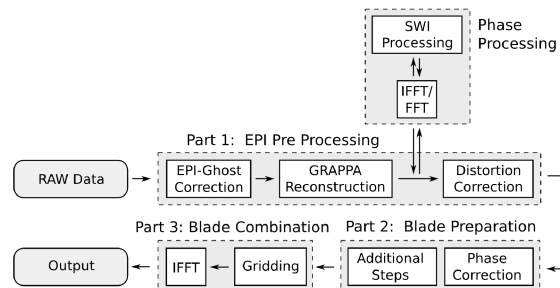 SWI
Processing
Phase
Processing
IFFT/
FFT
Part 1: EPI Pre Processing
RAW Data
EPI-Ghost
Correction
GRAPPA
Reconstruction
Distortion
Correction
Part 3: Blade Combination
Part 2: Blade Preparation
Output
IFFT
Gridding
Additional
Steps
Phase
Correction